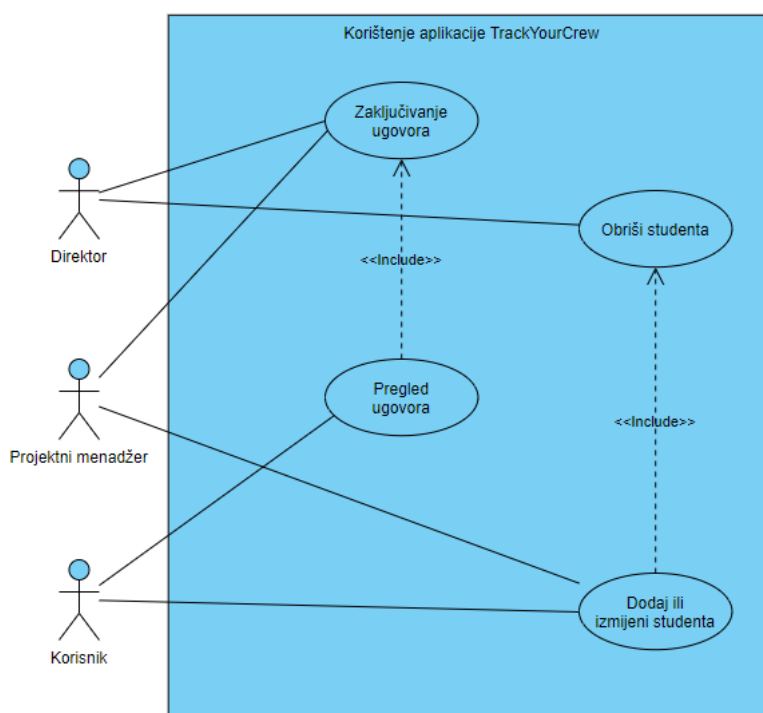 Korištenje aplikacije TrackYourCrew
Zaključivanje
ugovora
Obriši studenta
Direktor
<<Include>>
Pregled
ugovora
<<Include>>
Projektni menadžer
Dodaj ili
izmijeni studenta
Korisnik